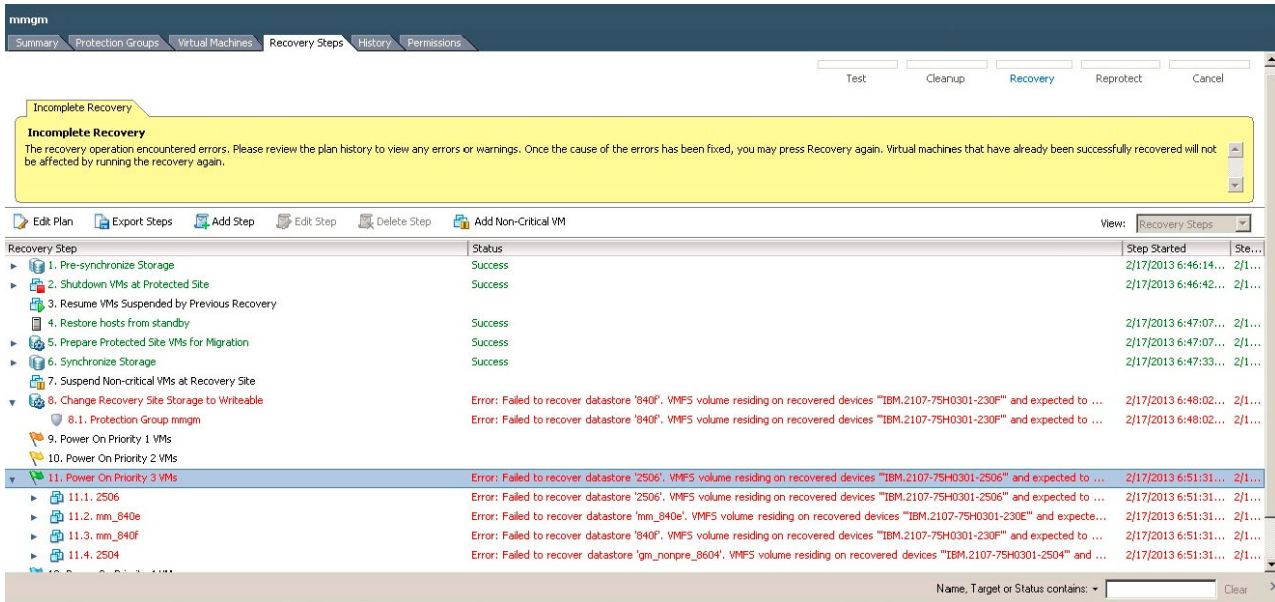 mmgm
Summary Protection Groups Virtual Machines Recovery Steps History Permissions
Test Cleanup Recovery Reprotect Cancel
Incomplete Recovery
Incomplete Recovery
The recovery operation encountered errors. Please review the plan history to view any errors or warnings. Once the cause of the errors has been fixed, you may press Recovery again. Virtual machines that have already been successfully recovered will not
be affected by running the recovery again.
Edit Plan Export Steps Add Step Edit Step Delete Step Add Non-Critical VM View: Recovery Steps
Recovery Step Status Step Started Ste...
1. Pre-synchronize Storage Success 2/17/2013 6:46:14... 2/1...
2. Shutdown VMs at Protected Site Success 2/17/2013 6:46:42... 2/1...
3. Resume VMs Suspended by Previous Recovery
4. Restore hosts from standby Success 2/17/2013 6:47:07... 2/1...
5. Prepare Protected Site VMs for Migration Success 2/17/2013 6:47:07... 2/1...
6. Synchronize Storage Success 2/17/2013 6:47:33... 2/1...
7. Suspend Non-critical VMs at Recovery Site
8. Change Recovery Site Storage to Writeable Error: Failed to recover datastore '840f'. VMFS volume residing on recovered devices '"IBM.2107-75H0301-230F"' and expected to ... 2/17/2013 6:48:02... 2/1...
8.1. Protection Group mmgm Error: Failed to recover datastore '840f'. VMFS volume residing on recovered devices '"IBM.2107-75H0301-230F"' and expected to ... 2/17/2013 6:48:02... 2/1...
9. Power On Priority 1 VMs
10. Power On Priority 2 VMs
11. Power On Priority 3 VMs Error: Failed to recover datastore '2506'. VMFS volume residing on recovered devices '"IBM.2107-75H0301-2506"' and expected to ... 2/17/2013 6:51:31... 2/1...
11.1. 2506 Error: Failed to recover datastore '2506'. VMFS volume residing on recovered devices '"IBM.2107-75H0301-2506"' and expected to ... 2/17/2013 6:51:31... 2/1...
11.2. mm_840e Error: Failed to recover datastore 'mm_840e'. VMFS volume residing on recovered devices '"IBM.2107-75H0301-230E"' and expecte... 2/17/2013 6:51:31... 2/1...
11.3. mm_840f Error: Failed to recover datastore '840f'. VMFS volume residing on recovered devices '"IBM.2107-75H0301-230F"' and expected to ... 2/17/2013 6:51:31... 2/1...
11.4. 2504 Error: Failed to recover datastore 'gm_nonpre_8604'. VMFS volume residing on recovered devices '"IBM.2107-75H0301-2504"' and ... 2/17/2013 6:51:31... 2/1...
Name, Target or Status contains: Clear